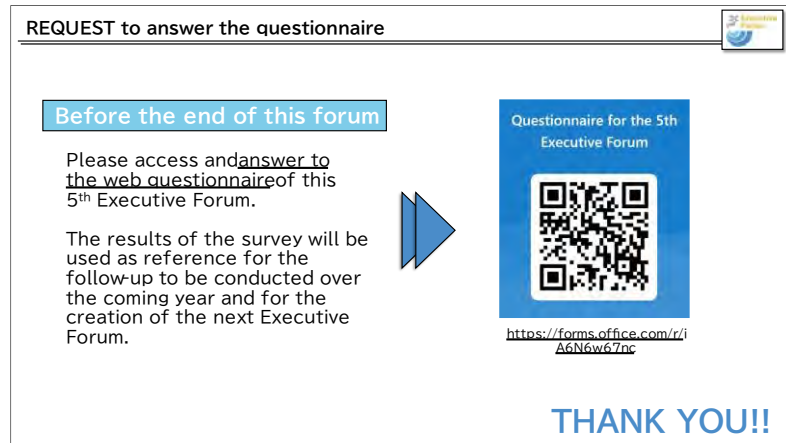 REQUEST to answer the questionnaire
Executive
Before the end of this forum
Please access andanswer to
the web questionnaireof this
5th Executive Forum.
The results of the survey will be
used as reference for the
follow-up to be conducted over
the coming year and for the
creation of the next Executive
Forum.
Questionnaire for the 5th
Executive Forum
https://forms.office.com/r/i
A6N6w67nc
THANK YOU!!